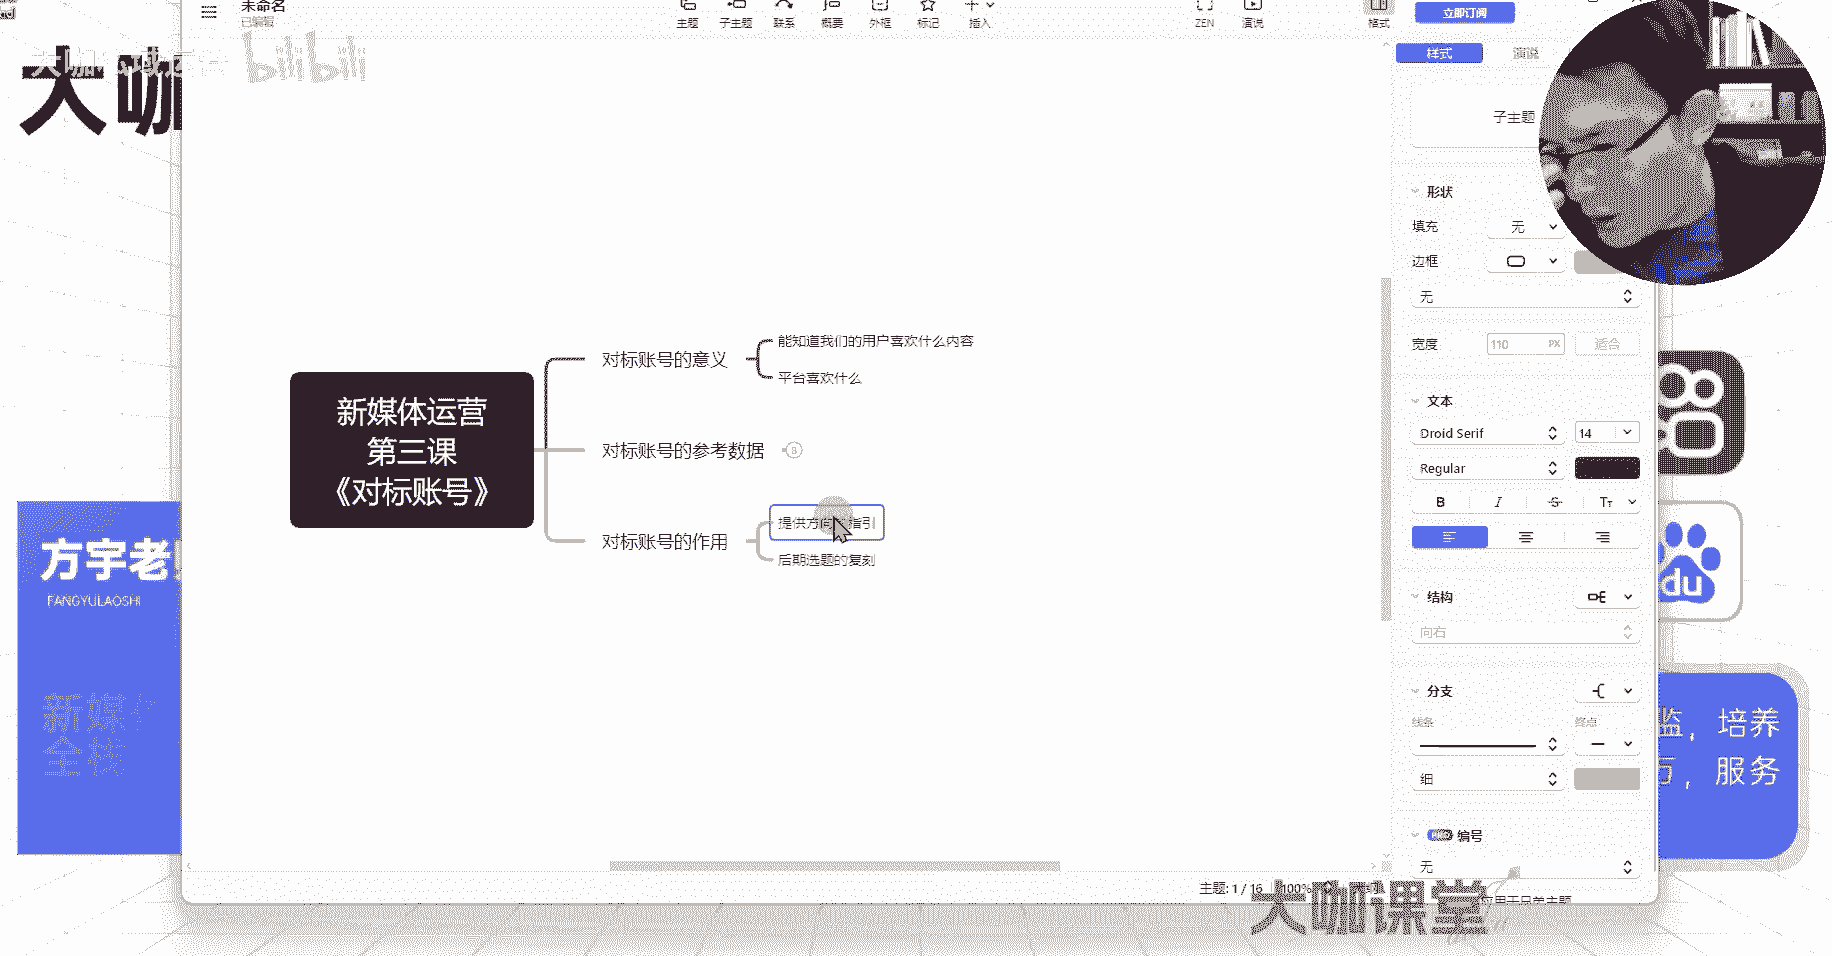 未命名
已编辑
主题
子主题
联系
概要
外框
标记
插入
ZEN
演说
格式
立即订阅
大咖
bilibili
样式
演说
子主题
形状
填充
无
边框
无
宽度
110
PX
适合
文本
Droid Serif
14
Regular
B
I
S
Tт
结构
向右
分支
线条
终点
细
编号
无
新媒体运营
第三课
《对标账号》
对标账号的意义
能知道我们的用户喜欢什么内容
平台喜欢什么
对标账号的参考数据
8
对标账号的作用
提供方
指引
后期选题的复刻
方宇老
FANGYULAOSHI
新媒
全栈
du
监，培养
万，服务
主题: 1 / 16
100%
大咖课堂